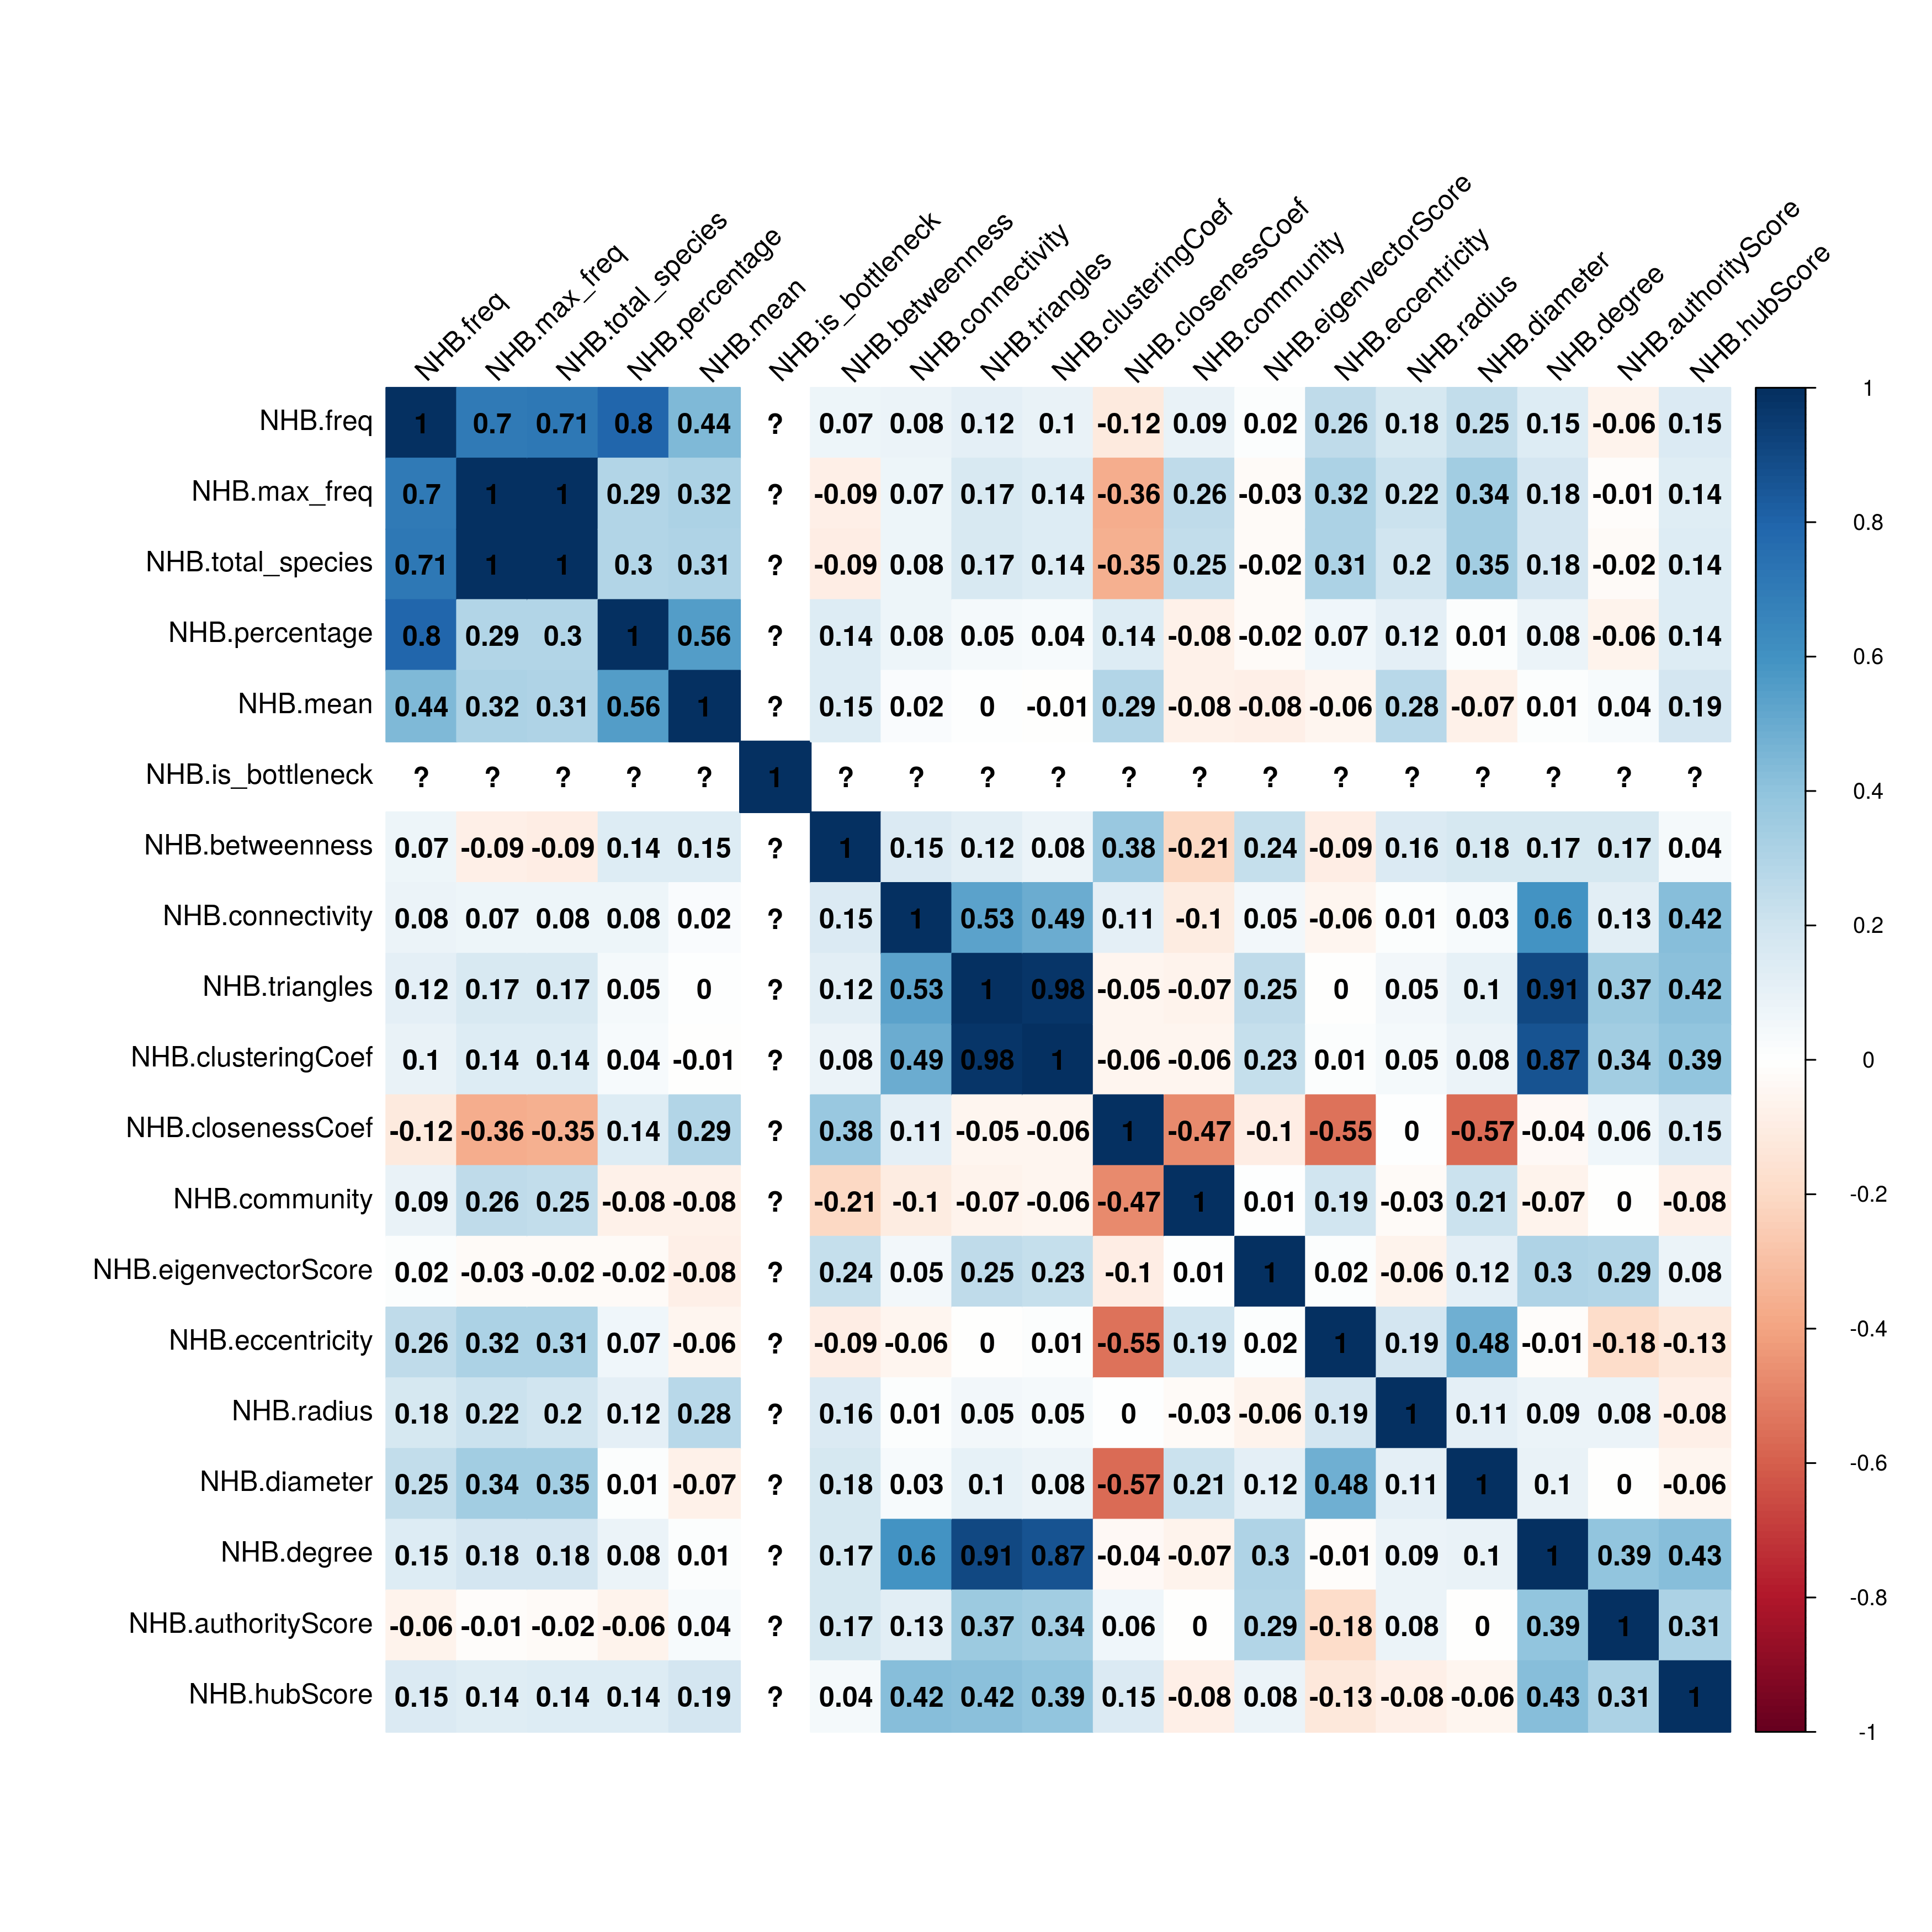 NHB.freq
NHB.max_freq
NHB.total_species
NHB.percentage
NHB.mean
NHB.is_bottleneck
NHB.betweenness
NHB.connectivity
NHB.triangles
NHB.clusteringCoef
NHB.closenessCoef
NHB.community
NHB.eigenvectorScore
NHB.eccentricity
NHB.radius
NHB.diameter
NHB.degree
NHB.authorityScore
NHB.hubScore
NHB.freq 1 0.7 0.71 0.8 0.44 ? 0.07 0.08 0.12 0.1 -0.12 0.09 0.02 0.26 0.18 0.25 0.15 -0.06 0.15
NHB.max_freq 0.7 1 1 0.29 0.32 ? -0.09 0.07 0.17 0.14 -0.36 0.26 -0.03 0.32 0.22 0.34 0.18 -0.01 0.14
NHB.total_species 0.71 1 1 0.3 0.31 ? -0.09 0.08 0.17 0.14 -0.35 0.25 -0.02 0.31 0.2 0.35 0.18 -0.02 0.14
NHB.percentage 0.8 0.29 0.3 1 0.56 ? 0.14 0.08 0.05 0.04 0.14 -0.08 -0.02 0.07 0.12 0.01 0.08 -0.06 0.14
NHB.mean 0.44 0.32 0.31 0.56 1 ? 0.15 0.02 0 -0.01 0.29 -0.08 -0.08 -0.06 0.28 -0.07 0.01 0.04 0.19
NHB.is_bottleneck ? ? ? ? ? 1 ? ? ? ? ? ? ? ? ? ? ? ? ?
NHB.betweenness 0.07 -0.09 -0.09 0.14 0.15 ? 1 0.15 0.12 0.08 0.38 -0.21 0.24 -0.09 0.16 0.18 0.17 0.17 0.04
NHB.connectivity 0.08 0.07 0.08 0.08 0.02 ? 0.15 1 0.53 0.49 0.11 -0.1 0.05 -0.06 0.01 0.03 0.6 0.13 0.42
NHB.triangles 0.12 0.17 0.17 0.05 0 ? 0.12 0.53 1 0.98 -0.05 -0.07 0.25 0 0.05 0.1 0.91 0.37 0.42
NHB.clusteringCoef 0.1 0.14 0.14 0.04 -0.01 ? 0.08 0.49 0.98 1 -0.06 -0.06 0.23 0.01 0.05 0.08 0.87 0.34 0.39
NHB.closenessCoef -0.12 -0.36 -0.35 0.14 0.29 ? 0.38 0.11 -0.05 -0.06 1 -0.47 -0.1 -0.55 0 -0.57 -0.04 0.06 0.15
NHB.community 0.09 0.26 0.25 -0.08 -0.08 ? -0.21 -0.1 -0.07 -0.06 -0.47 1 0.01 0.19 -0.03 0.21 -0.07 0 -0.08
NHB.eigenvectorScore 0.02 -0.03 -0.02 -0.02 -0.08 ? 0.24 0.05 0.25 0.23 -0.1 0.01 1 0.02 -0.06 0.12 0.3 0.29 0.08
NHB.eccentricity 0.26 0.32 0.31 0.07 -0.06 ? -0.09 -0.06 0 0.01 -0.55 0.19 0.02 1 0.19 0.48 -0.01 -0.18 -0.13
NHB.radius 0.18 0.22 0.2 0.12 0.28 ? 0.16 0.01 0.05 0.05 0 -0.03 -0.06 0.19 1 0.11 0.09 0.08 -0.08
NHB.diameter 0.25 0.34 0.35 0.01 -0.07 ? 0.18 0.03 0.1 0.08 -0.57 0.21 0.12 0.48 0.11 1 0.1 0 -0.06
NHB.degree 0.15 0.18 0.18 0.08 0.01 ? 0.17 0.6 0.91 0.87 -0.04 -0.07 0.3 -0.01 0.09 0.1 1 0.39 0.43
NHB.authorityScore -0.06 -0.01 -0.02 -0.06 0.04 ? 0.17 0.13 0.37 0.34 0.06 0 0.29 -0.18 0.08 0 0.39 1 0.31
NHB.hubScore 0.15 0.14 0.14 0.14 0.19 ? 0.04 0.42 0.42 0.39 0.15 -0.08 0.08 -0.13 -0.08 -0.06 0.43 0.31 1
1
0.8
0.6
0.4
0.2
0
-0.2
-0.4
-0.6
-0.8
-1